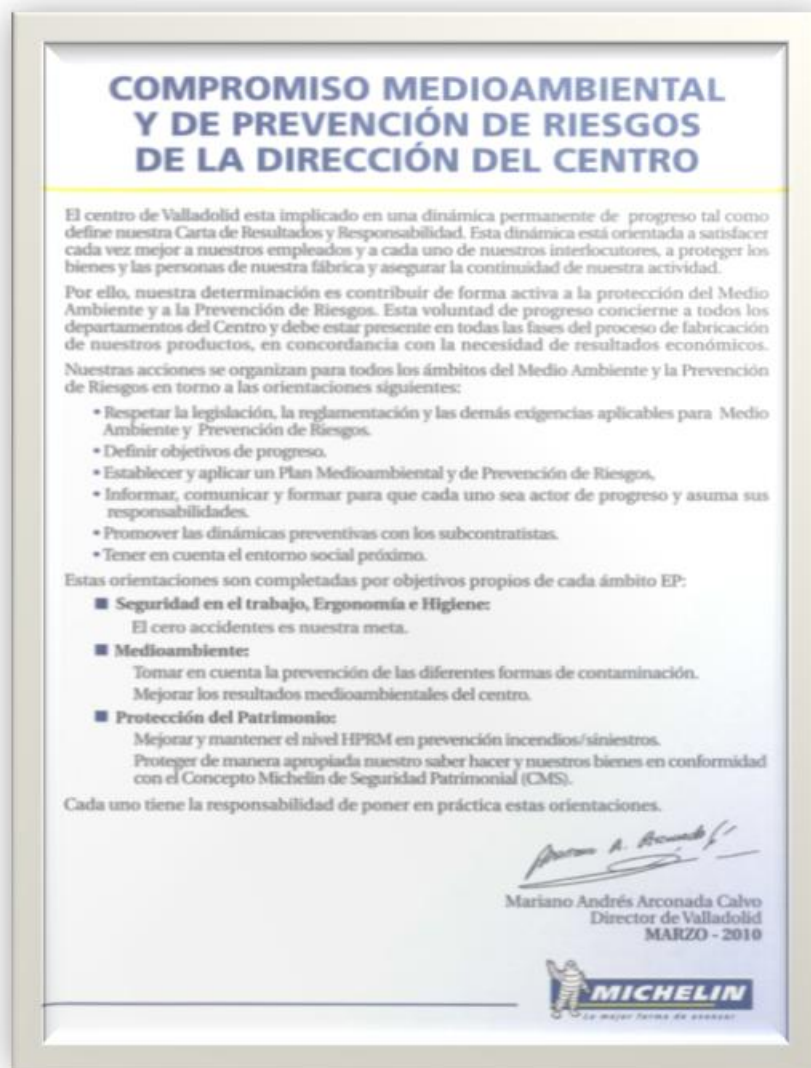 COMPROMISO MEDIOAMBIENTAL
Y DE PREVENCIÓN DE RIESGOS
DE LA DIRECCIÓN DEL CENTRO
El centro de Valladolid esta implicado en una dinámica permanente de progreso tal como
define nuestra Carta de Resultados y Responsabilidad. Esta dinámica está orientada a satisfacer
cada vez mejor a nuestros empleados y a cada uno de nuestros interlocutores, a proteger los
bienes y las personas de nuestra fábrica y asegurar la continuidad de nuestra actividad.
Por ello, nuestra determinación es contribuir de forma activa a la protección del Medio
Ambiente y a la Prevención de Riesgos. Esta voluntad de progreso concierne a todos los
departamentos del Centro y debe estar presente en todas las fases del proceso de fabricación
de nuestros productos, en concordancia con la necesidad de resultados económicos.
Nuestras acciones se organizan para todos los ámbitos del Medio Ambiente y la Prevención
de Riesgos en torno a las orientaciones siguientes:
• Respetar la legislación, la reglamentación y las demás exigencias aplicables para Medio
Ambiente y Prevención de Riesgos.
• Definir objetivos de progreso.
• Establecer y aplicar un Plan Medioambiental y de Prevención de Riesgos,
• Informar, comunicar y formar para que cada uno sea actor de progreso y asuma sus
responsabilidades.
• Promover las dinámicas preventivas con los subcontratistas.
• Tener en cuenta el entorno social próximo.
Estas orientaciones son completadas por objetivos propios de cada ámbito EP:
■ Seguridad en el trabajo, Ergonomía e Higiene:
El cero accidentes es nuestra meta.
■ Medioambiente:
Tomar en cuenta la prevención de las diferentes formas de contaminación.
Mejorar los resultados medioambientales del centro.
■ Protección del Patrimonio:
Mejorar y mantener el nivel HPRM en prevención incendios/siniestros.
Proteger de manera apropiada nuestro saber hacer y nuestros bienes en conformidad
con el Concepto Michelin de Seguridad Patrimonial (CMS).
Cada uno tiene la responsabilidad de poner en práctica estas orientaciones.
Mariano Andrés Arconada Calvo
Director de Valladolid
MARZO - 2010
MICHELIN
La mejor forma de avanzar